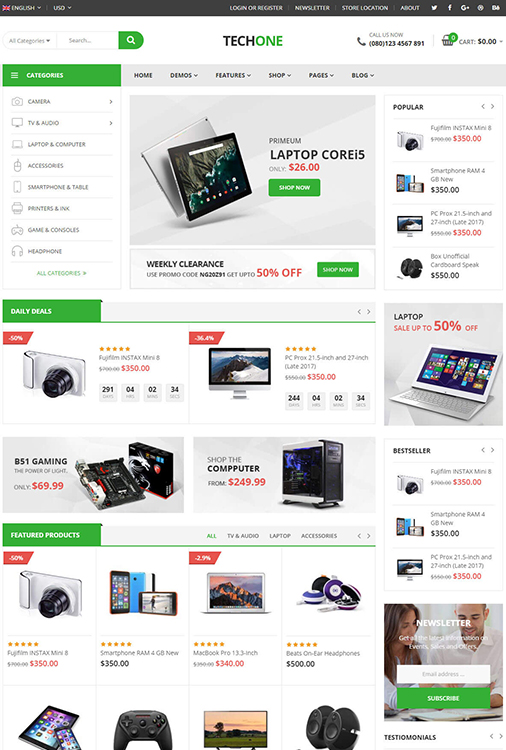 ENGLISH USD LOGIN OR REGISTER NEWSLETTER STORE LOCATION ABOUT
All Categories Search... TECHONE CALL US NOW
(080)123 4567 891 0 CART: $0.00
CATEGORIES HOME DEMOS FEATURES SHOP PAGES BLOG
CAMERA
TV & AUDIO
LAPTOP & COMPUTER
ACCESSORIES
SMARTPHONE & TABLE
PRINTERS & INK
GAME & CONSOLES
HEADPHONE
ALL CATEGORIES
PRIMEUM
LAPTOP COREi5
ONLY: $26.00
SHOP NOW
WEEKLY CLEARANCE
USE PROMO CODE NG20Z91 GET UPTO 50% OFF
SHOP NOW
POPULAR
Fujifilm INSTAX Mini 8
$700.00 $350.00
Smartphone RAM 4
GB New
$350.00
PC Prox 21.5-inch and
27-inch (Late 2017)
$550.00 $350.00
Box Unofficial
Cardboard Speak
$550.00
DAILY DEALS
-50%
Fujifilm INSTAX Mini 8
$700.00 $350.00
291 04 02 34
DAYS HRS MINS SECS
-36.4%
PC Prox 21.5-inch and 27-inch
(Late 2017)
$550.00 $350.00
244 04 02 34
DAYS HRS MINS SECS
LAPTOP
SALE UP TO 50% OFF
B51 GAMING
THE POWER OF LIGHT..
ONLY: $69.99
SHOP THE
COMPPUTER
FROM: $249.99
BESTSELLER
Fujifilm INSTAX Mini 8
$700.00 $350.00
Smartphone RAM 4
GB New
$350.00
PC Prox 21.5-inch and
27-inch (Late 2017)
$550.00 $350.00
FEATURED PRODUCTS ALL TV & AUDIO LAPTOP ACCESSORIES
-50%
Fujifilm INSTAX Mini 8
$700.00 $350.00
Smartphone RAM 4 GB New
$350.00
-2.9%
MacBook Pro 13.3-inch
$350.00 $340.00
Beats On-Ear Headphones
$500.00
NEWSLETTER
Get all the latest information on
Events, Sales and Offers.
Email address ...
SUBSCRIBE
TESTIMONIALS